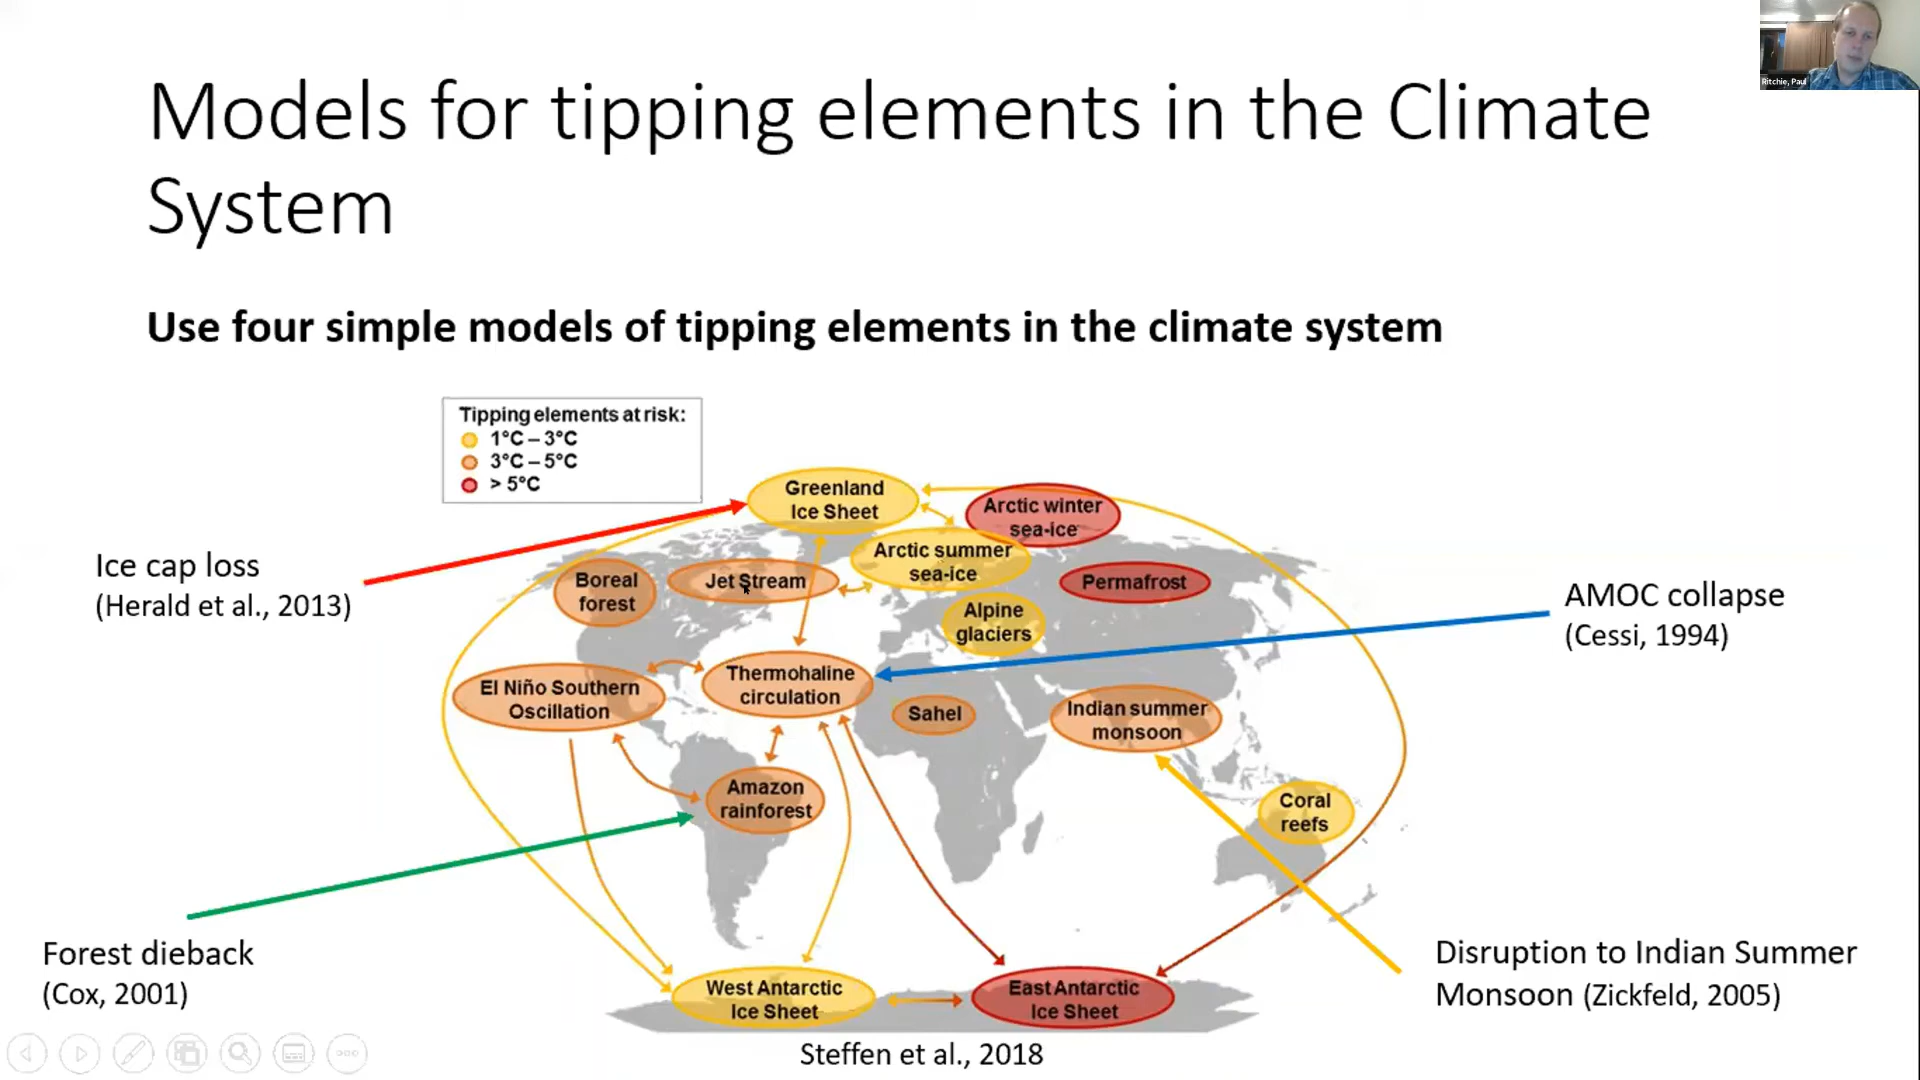 Models for tipping elements in the Climate
System
Ritchie, Paul
Use four simple models of tipping elements in the climate system
Tipping elements at risk:
1°C – 3°C
3°C – 5°C
> 5°C
Greenland
Ice Sheet
Arctic winter
sea-ice
Arctic summer
sea-ice
Ice cap loss
(Herald et al., 2013)
Boreal
forest
Jet Stream
Permafrost
Alpine
glaciers
AMOC collapse
(Cessi, 1994)
El Niño Southern
Oscillation
Thermohaline
circulation
Sahel
Indian summer
monsoon
Amazon
rainforest
Coral
reefs
Forest dieback
(Cox, 2001)
West Antarctic
Ice Sheet
East Antarctic
Ice Sheet
Disruption to Indian Summer
Monsoon (Zickfeld, 2005)
Steffen et al., 2018